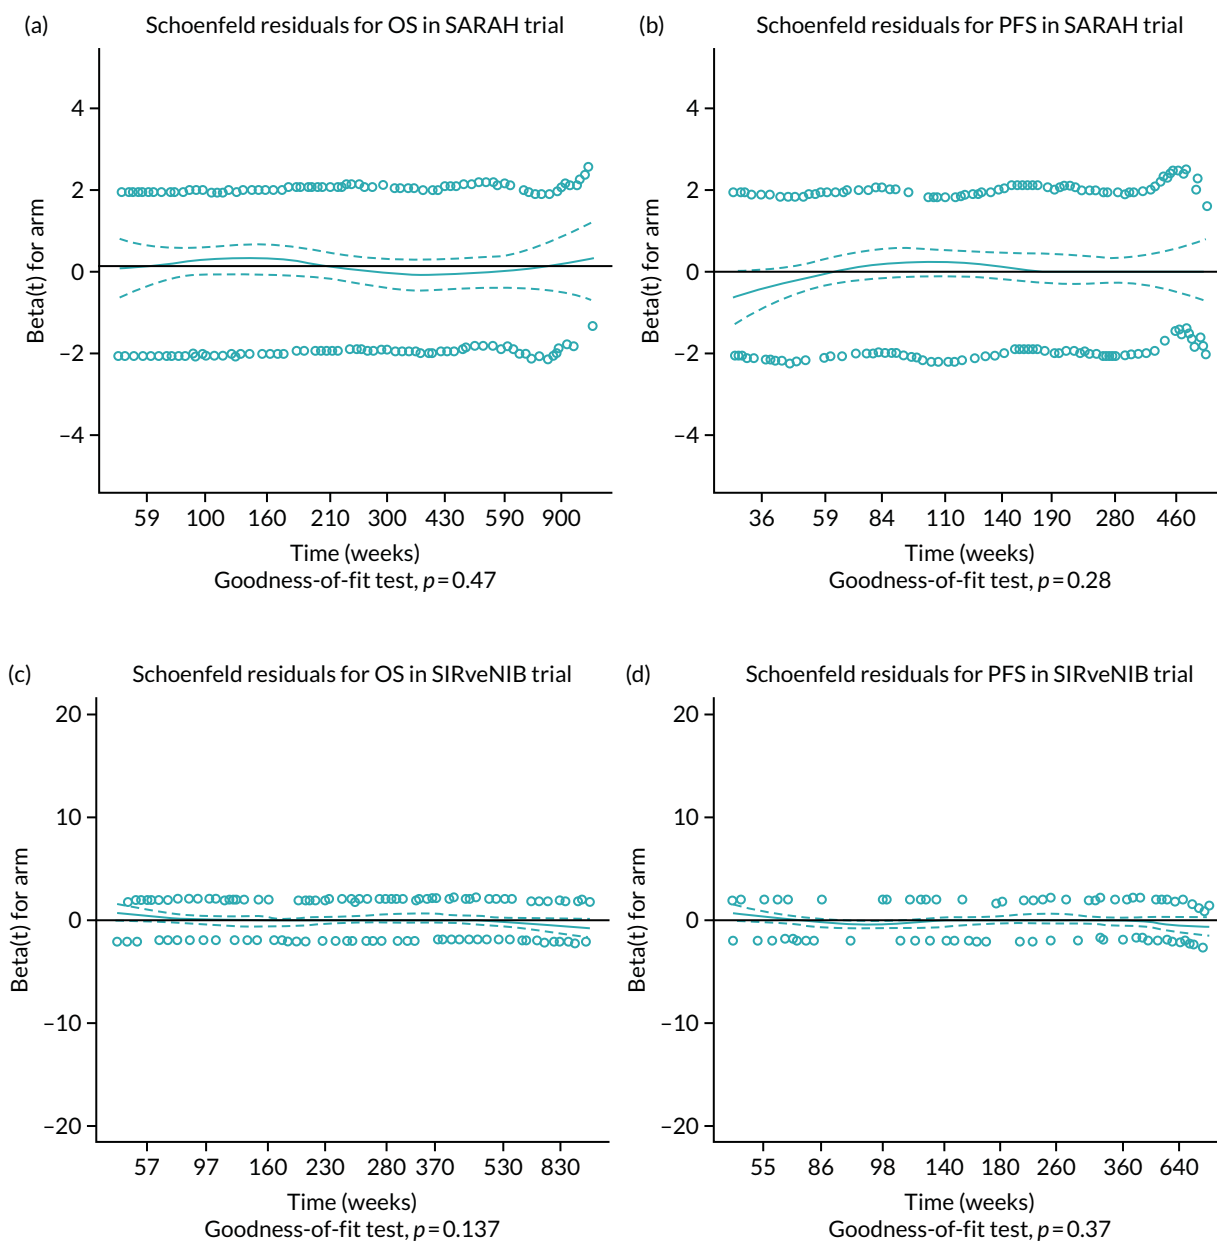 (a)
Schoenfeld residuals for OS in SARAH trial
4
2
0
−2
−4
Beta(t) for arm
59 100 160 210 300 430 590 900
Time (weeks)
Goodness-of-fit test, p=0.47
(b)
Schoenfeld residuals for PFS in SARAH trial
4
2
0
−2
−4
Beta(t) for arm
36 59 84 110 140 190 280 460
Time (weeks)
Goodness-of-fit test, p=0.28
(c)
Schoenfeld residuals for OS in SIRveNIB trial
20
10
0
−10
−20
Beta(t) for arm
57 97 160 230 280 370 530 830
Time (weeks)
Goodness-of-fit test, p=0.137
(d)
Schoenfeld residuals for PFS in SIRveNIB trial
20
10
0
−10
−20
Beta(t) for arm
55 86 98 140 180 260 360 640
Time (weeks)
Goodness-of-fit test, p=0.37